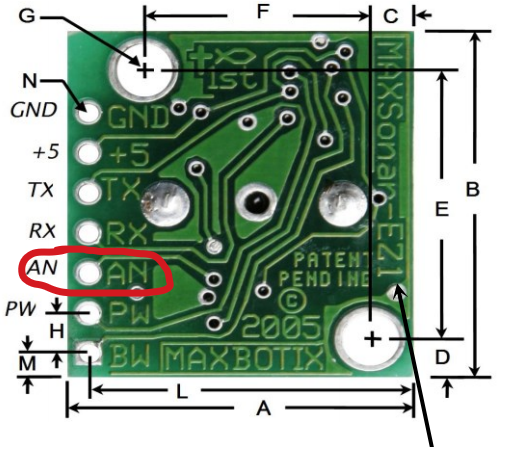 F
C
G
B
E
N
GND
GND
+5
+5
TX
TX
RX
RX
AN
AN
PW
PW
H
M
BW
MAXBOTIX
1st
MAXSonar-EZ1
PATENT
PENDING
©
2005
D
L
A